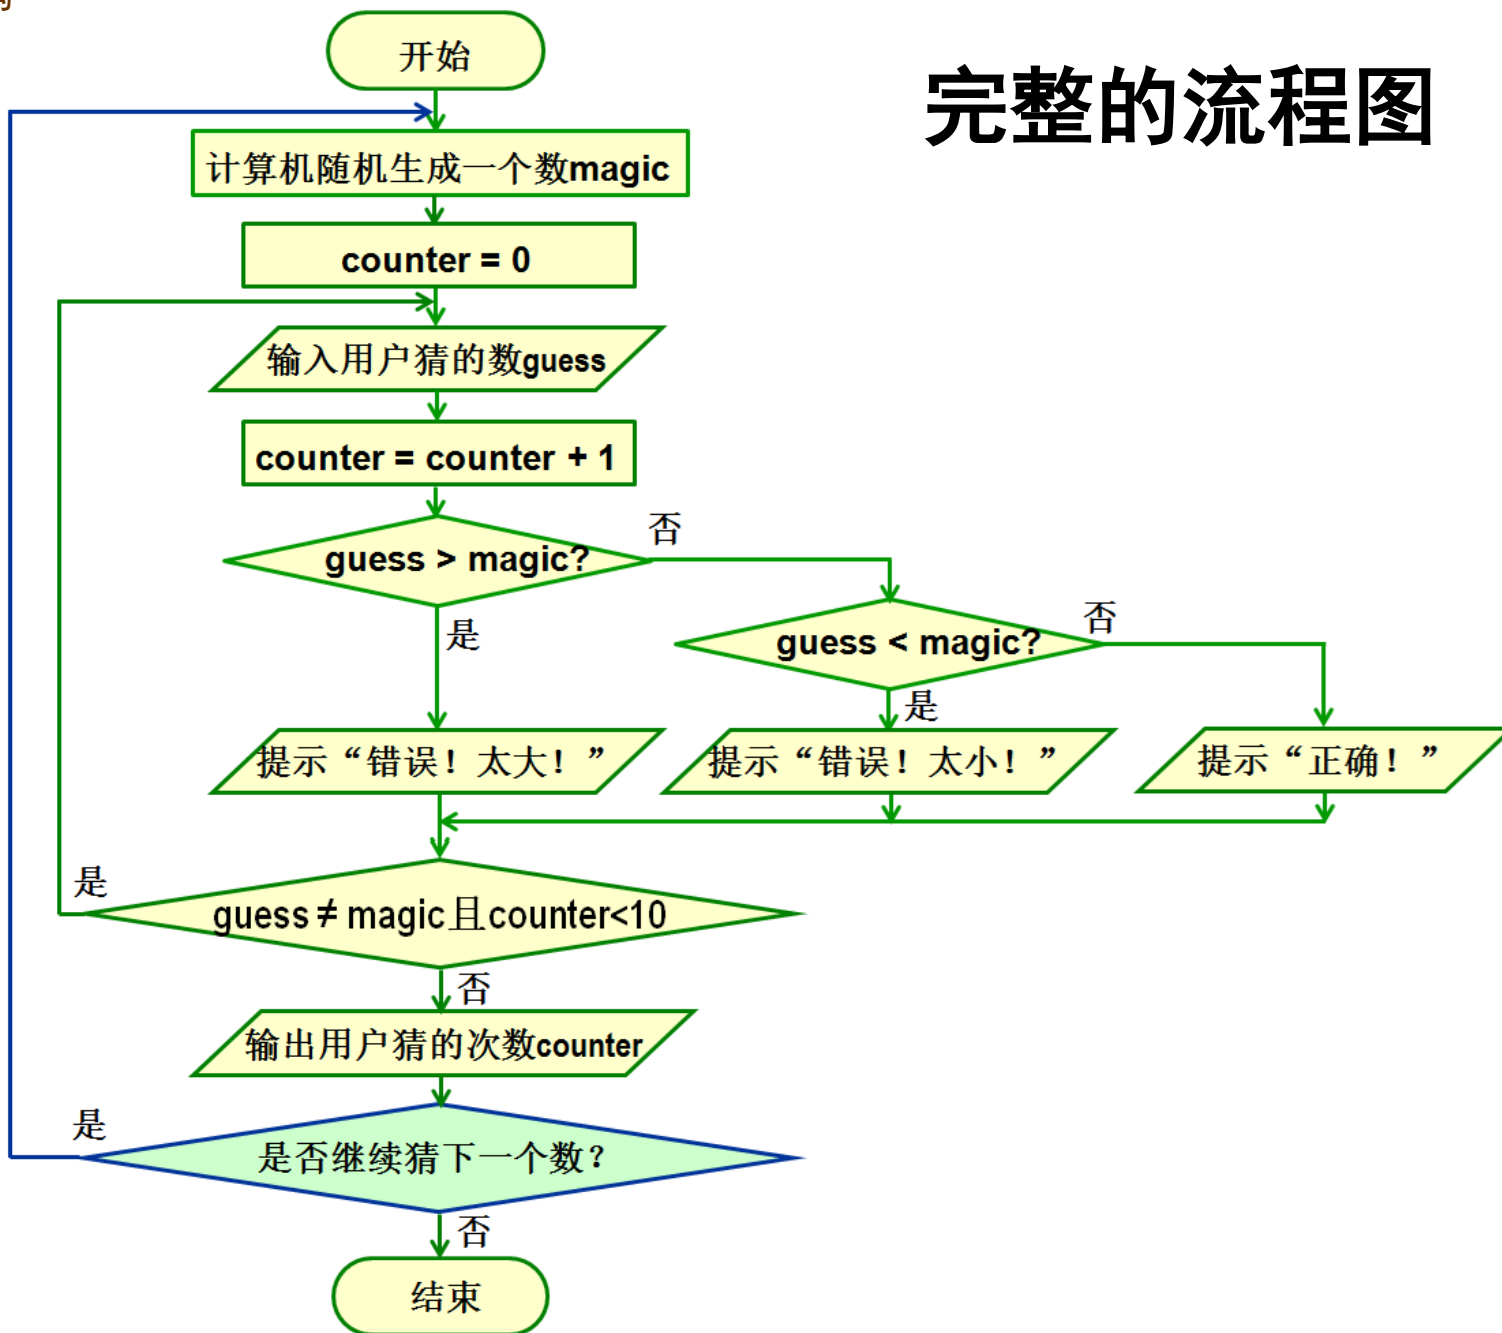 开始
完整的流程图
计算机随机生成一个数magic
counter = 0
输入用户猜的数guess
counter = counter + 1
guess > magic?
否
是
guess < magic?
否
是
提示“错误！太大！”
提示“错误！太小！”
提示“正确！”
是
guess ≠ magic且counter<10
否
输出用户猜的次数counter
是
是否继续猜下一个数？
否
结束